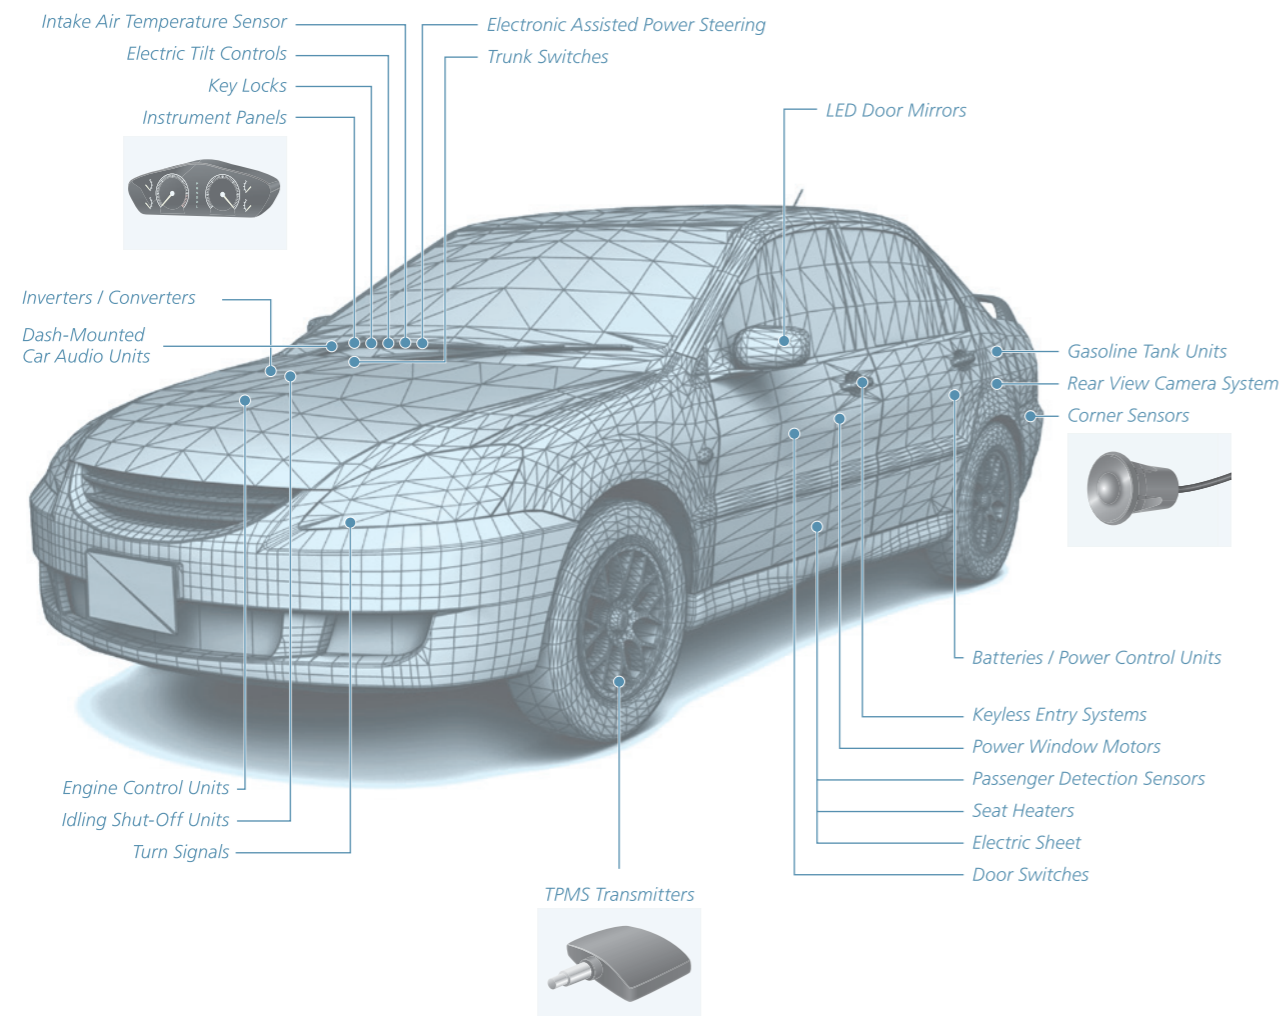 Intake Air Temperature Sensor
Electronic Assisted Power Steering
Electric Tilt Controls
Trunk Switches
Key Locks
Instrument Panels
LED Door Mirrors
Inverters / Converters
Dash-Mounted
Car Audio Units
Gasoline Tank Units
Rear View Camera System
Corner Sensors
Batteries / Power Control Units
Keyless Entry Systems
Power Window Motors
Passenger Detection Sensors
Seat Heaters
Electric Sheet
Door Switches
Engine Control Units
Idling Shut-Off Units
Turn Signals
TPMS Transmitters